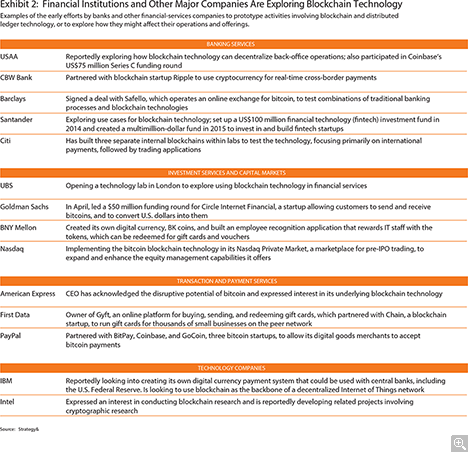 Exhibit 2: Financial Institutions and Other Major Companies Are Exploring Blockchain Technology
Examples of the early efforts by banks and other financial-services companies to prototype activities involving blockchain and distributed
ledger technology, or to explore how they might affect their operations and offerings.
BANKING SERVICES
USAA Reportedly exploring how blockchain technology can decentralize back-office operations; also participated in Coinbase's
US$75 million Series C funding round
CBW Bank Partnered with blockchain startup Ripple to use cryptocurrency for real-time cross-border payments
Barclays Signed a deal with Safello, which operates an online exchange for bitcoin, to test combinations of traditional banking
processes and blockchain technologies
Santander Exploring use cases for blockchain technology; set up a US$100 million financial technology (fintech) investment fund in
2014 and created a multimillion-dollar fund in 2015 to invest in and build fintech startups
Citi Has built three separate internal blockchains within labs to test the technology, focusing primarily on international
payments, followed by trading applications
INVESTMENT SERVICES AND CAPITAL MARKETS
UBS Opening a technology lab in London to explore using blockchain technology in financial services
Goldman Sachs In April, led a $50 million funding round for Circle Internet Financial, a startup allowing customers to send and receive
bitcoins, and to convert U.S. dollars into them
BNY Mellon Created its own digital currency, BK coins, and built an employee recognition application that rewards IT staff with the
tokens, which can be redeemed for gift cards and vouchers
Nasdaq Implementing the bitcoin blockchain technology in its Nasdaq Private Market, a marketplace for pre-IPO trading, to
expand and enhance the equity management capabilities it offers
TRANSACTION AND PAYMENT SERVICES
American Express CEO has acknowledged the disruptive potential of bitcoin and expressed interest in its underlying blockchain technology
First Data Owner of Gyft, an online platform for buying, sending, and redeeming gift cards, which partnered with Chain, a blockchain
startup, to run gift cards for thousands of small businesses on the peer network
PayPal Partnered with BitPay, Coinbase, and GoCoin, three bitcoin startups, to allow its digital goods merchants to accept
bitcoin payments
TECHNOLOGY COMPANIES
IBM Reportedly looking into creating its own digital currency payment system that could be used with central banks, including
the U.S. Federal Reserve. Is looking to use blockchain as the backbone of a decentralized Internet of Things network
Intel Expressed an interest in conducting blockchain research and is reportedly developing related projects involving
cryptographic research
Source: Strategy&